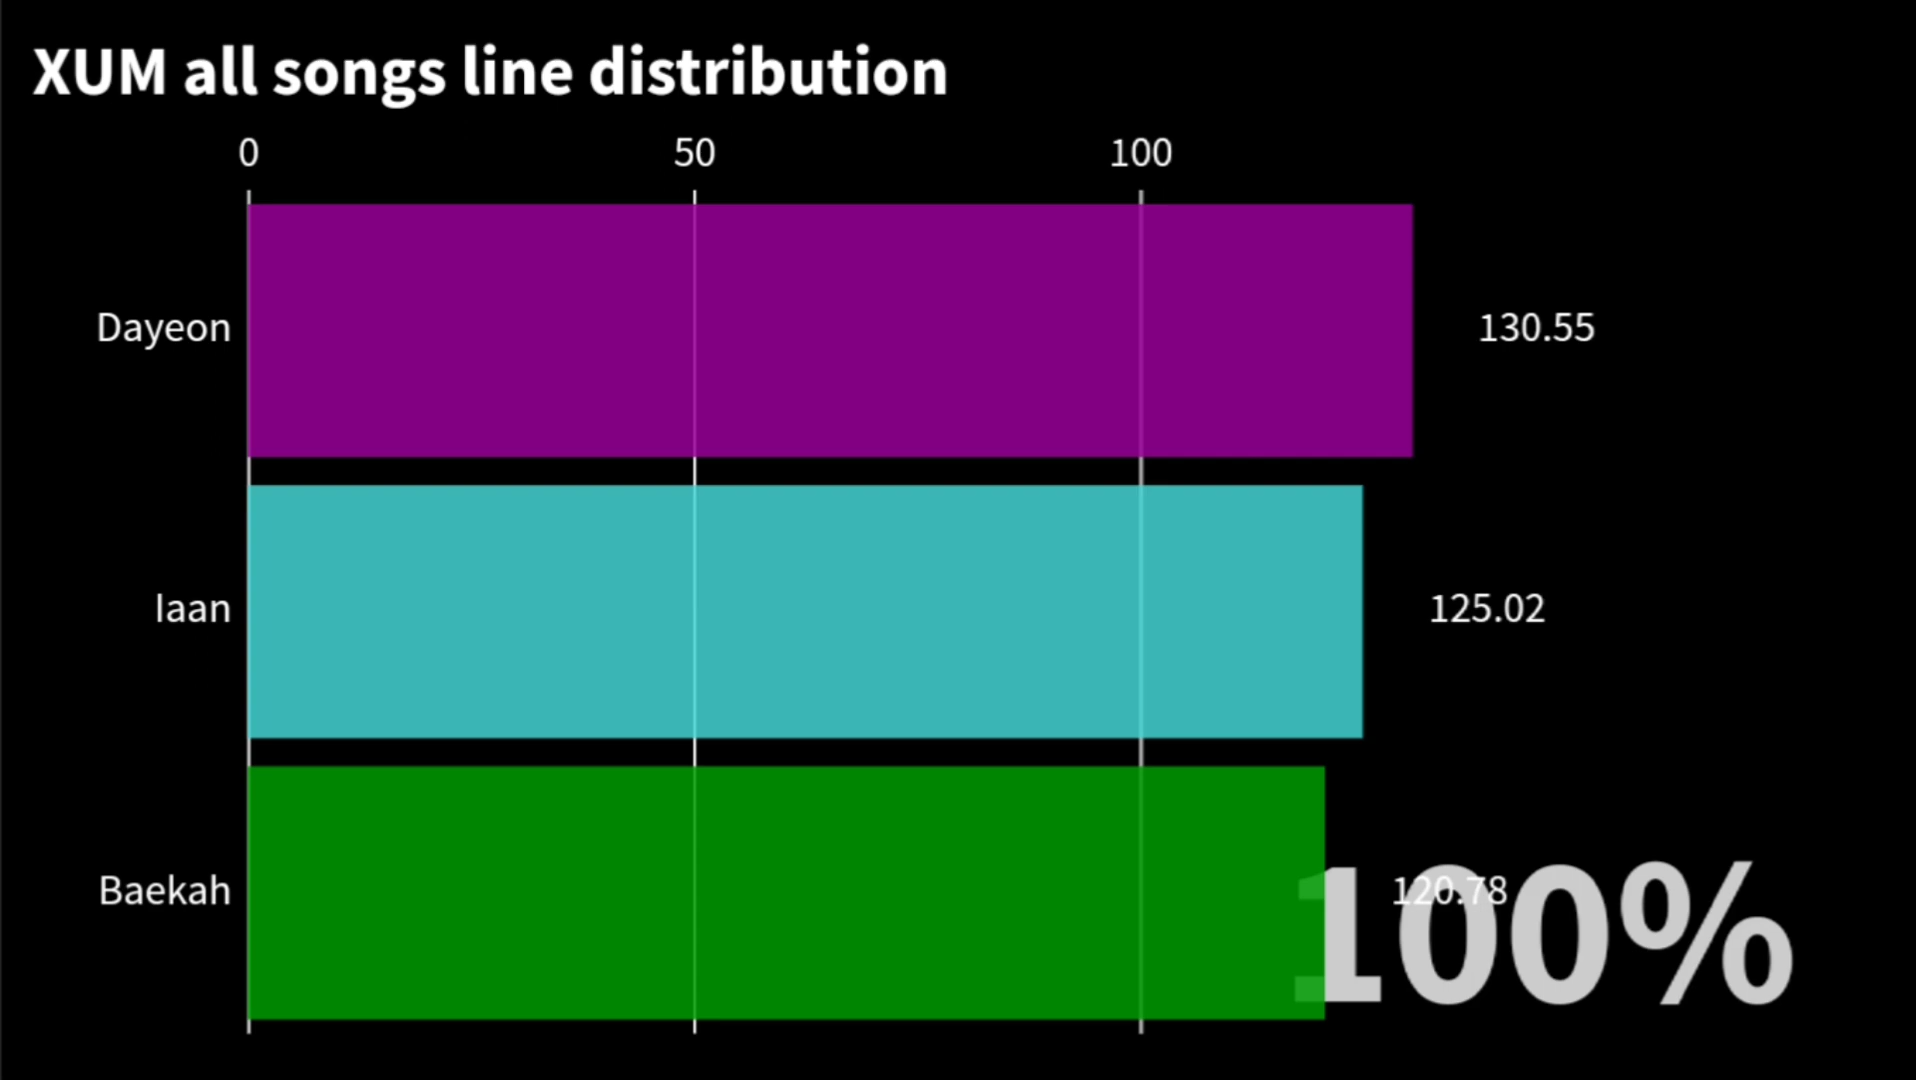 XUM all songs line distribution
0 50 100
Dayeon 130.55
Iaan 125.02
Baekah 120.78
100%